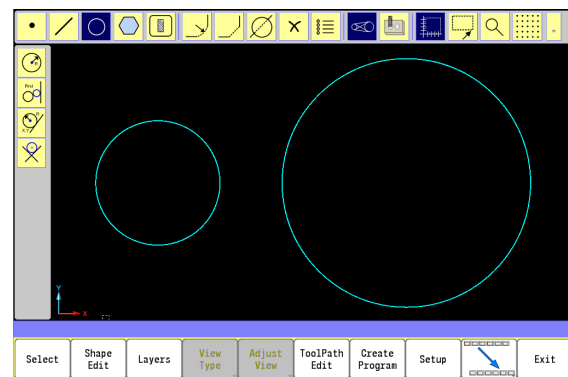 R
Rnd
R
X,Y
Y
X
Select
Shape
Edit
Layers
View
Type
Adjust
View
ToolPath
Edit
Create
Program
Setup
Exit